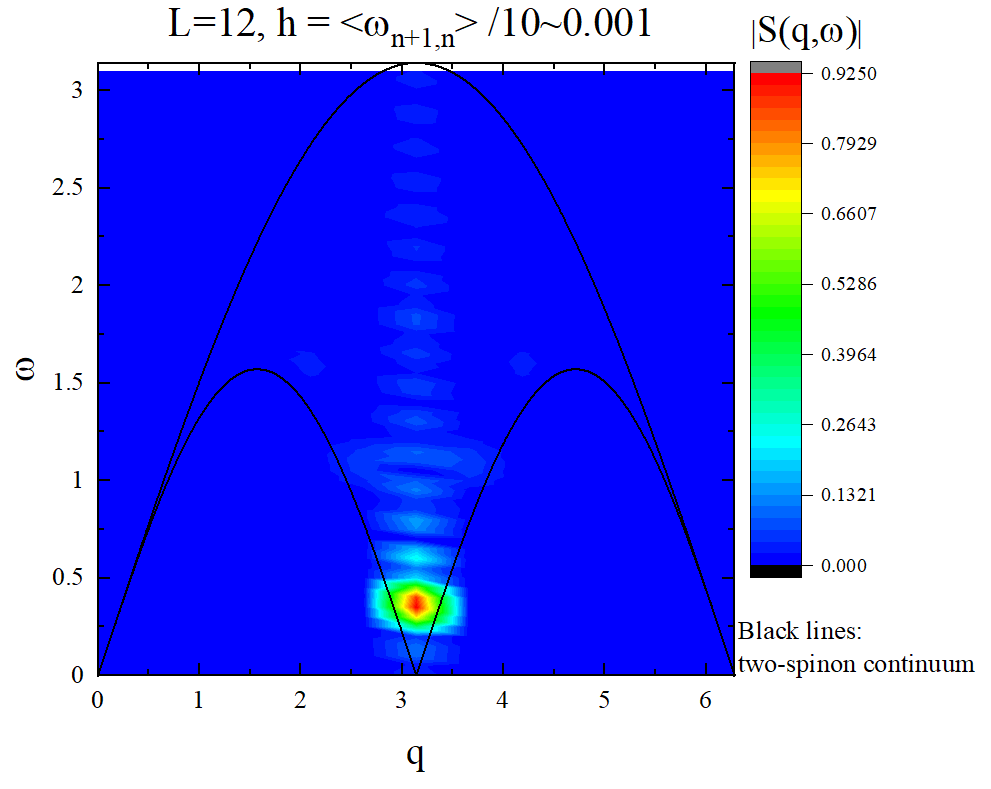 L=12, h = <ω_{n+1,n}> /10~0.001
|S(q,ω)|
0.9250
0.7929
0.6607
0.5286
0.3964
0.2643
0.1321
0.000
Black lines:
two-spinon continuum
3
2.5
2
1.5
1
0.5
0
ω
0 1 2 3 4 5 6
q